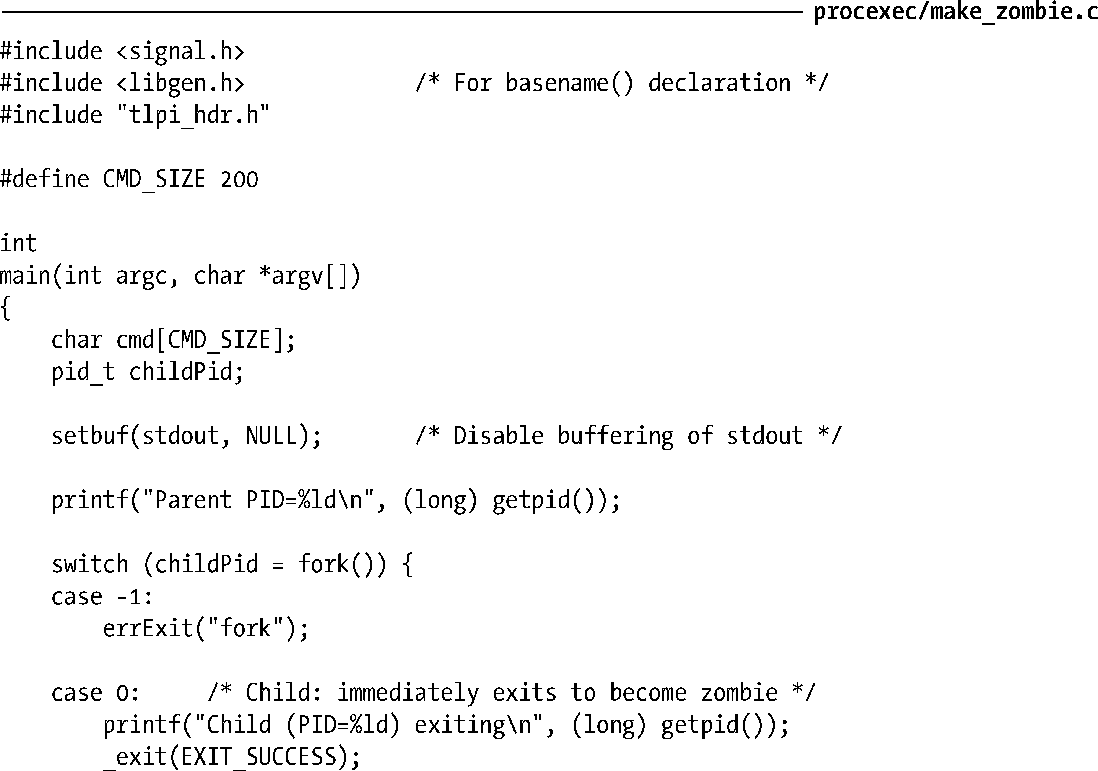 procexec/make_zombie.c
#include <signal.h>
#include <libgen.h>             /* For basename() declaration */
#include "tlpi_hdr.h"

#define CMD_SIZE 200

int
main(int argc, char *argv[])
{
    char cmd[CMD_SIZE];
    pid_t childPid;

    setbuf(stdout, NULL);       /* Disable buffering of stdout */

    printf("Parent PID=%ld\n", (long) getpid());

    switch (childPid = fork()) {
    case -1:
        errExit("fork");

    case 0:     /* Child: immediately exits to become zombie */
        printf("Child (PID=%ld) exiting\n", (long) getpid());
        _exit(EXIT_SUCCESS);